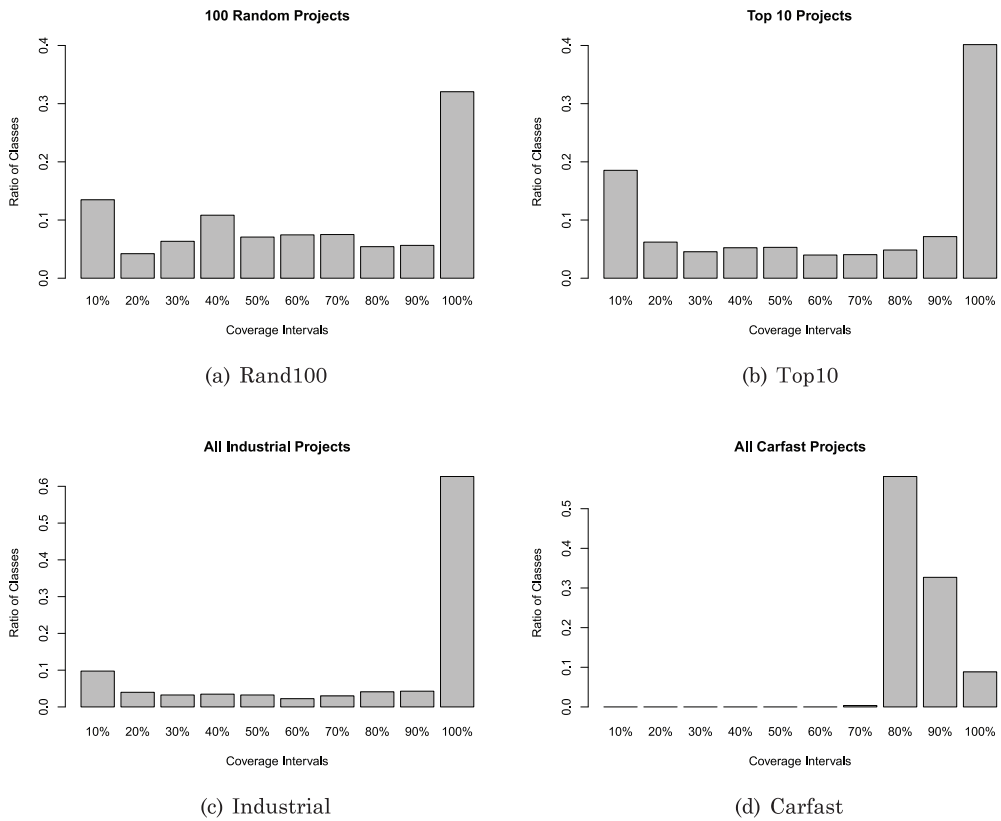 100 Random Projects
Ratio of Classes
0.0 0.1 0.2 0.3 0.4
10% 20% 30% 40% 50% 60% 70% 80% 90% 100%
Coverage Intervals
(a) Rand100
Top 10 Projects
Ratio of Classes
0.0 0.1 0.2 0.3 0.4
10% 20% 30% 40% 50% 60% 70% 80% 90% 100%
Coverage Intervals
(b) Top10
All Industrial Projects
Ratio of Classes
0.0 0.1 0.2 0.3 0.4 0.5 0.6
10% 20% 30% 40% 50% 60% 70% 80% 90% 100%
Coverage Intervals
(c) Industrial
All Carfast Projects
Ratio of Classes
0.0 0.1 0.2 0.3 0.4 0.5
10% 20% 30% 40% 50% 60% 70% 80% 90% 100%
Coverage Intervals
(d) Carfast